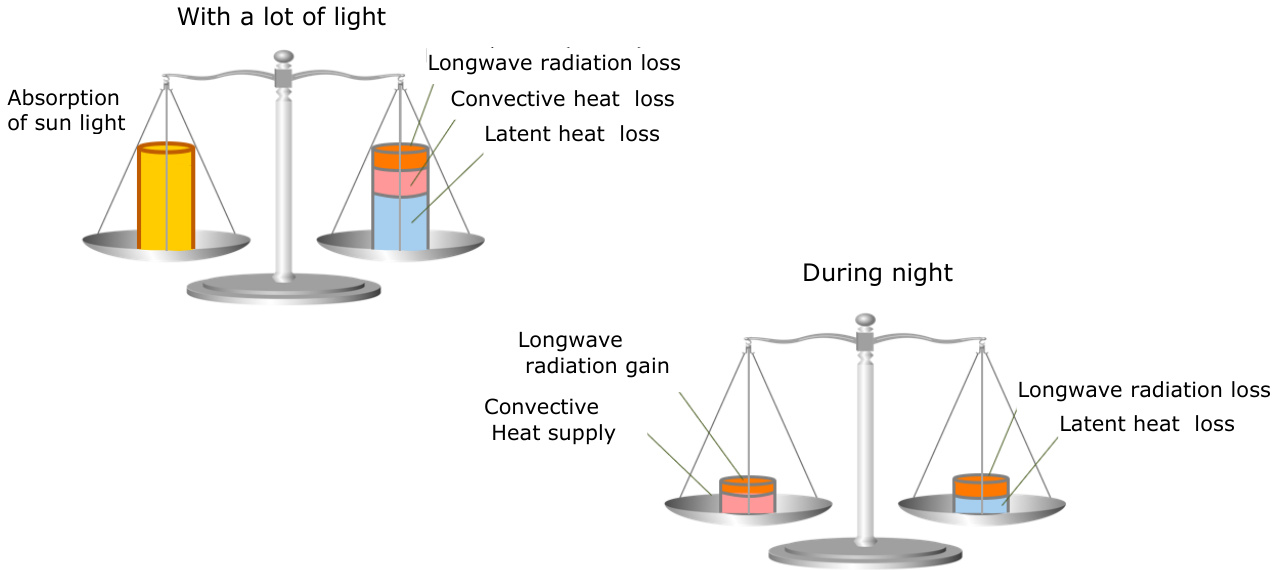 With a lot of light
Longwave radiation loss
Absorption
of sun light
Convective heat loss
Latent heat loss
During night
Longwave
radiation gain
Convective
Heat supply
Longwave radiation loss
Latent heat loss